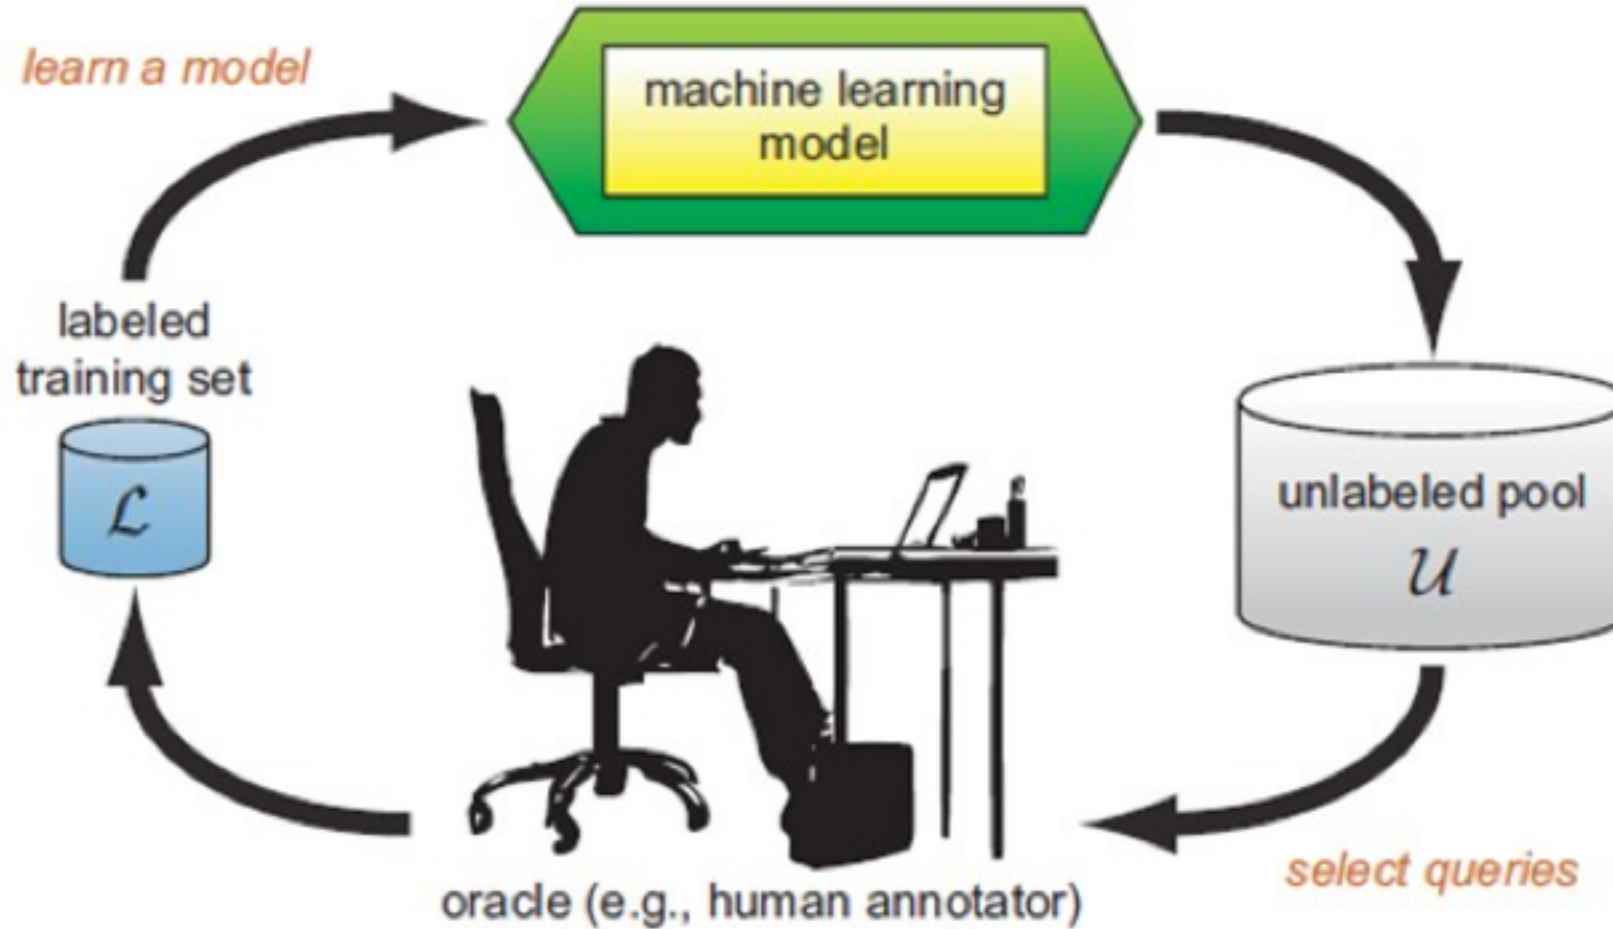 learn a model
machine learning
model
labeled
training set
ℒ
unlabeled pool
𝒰
select queries
oracle (e.g., human annotator)